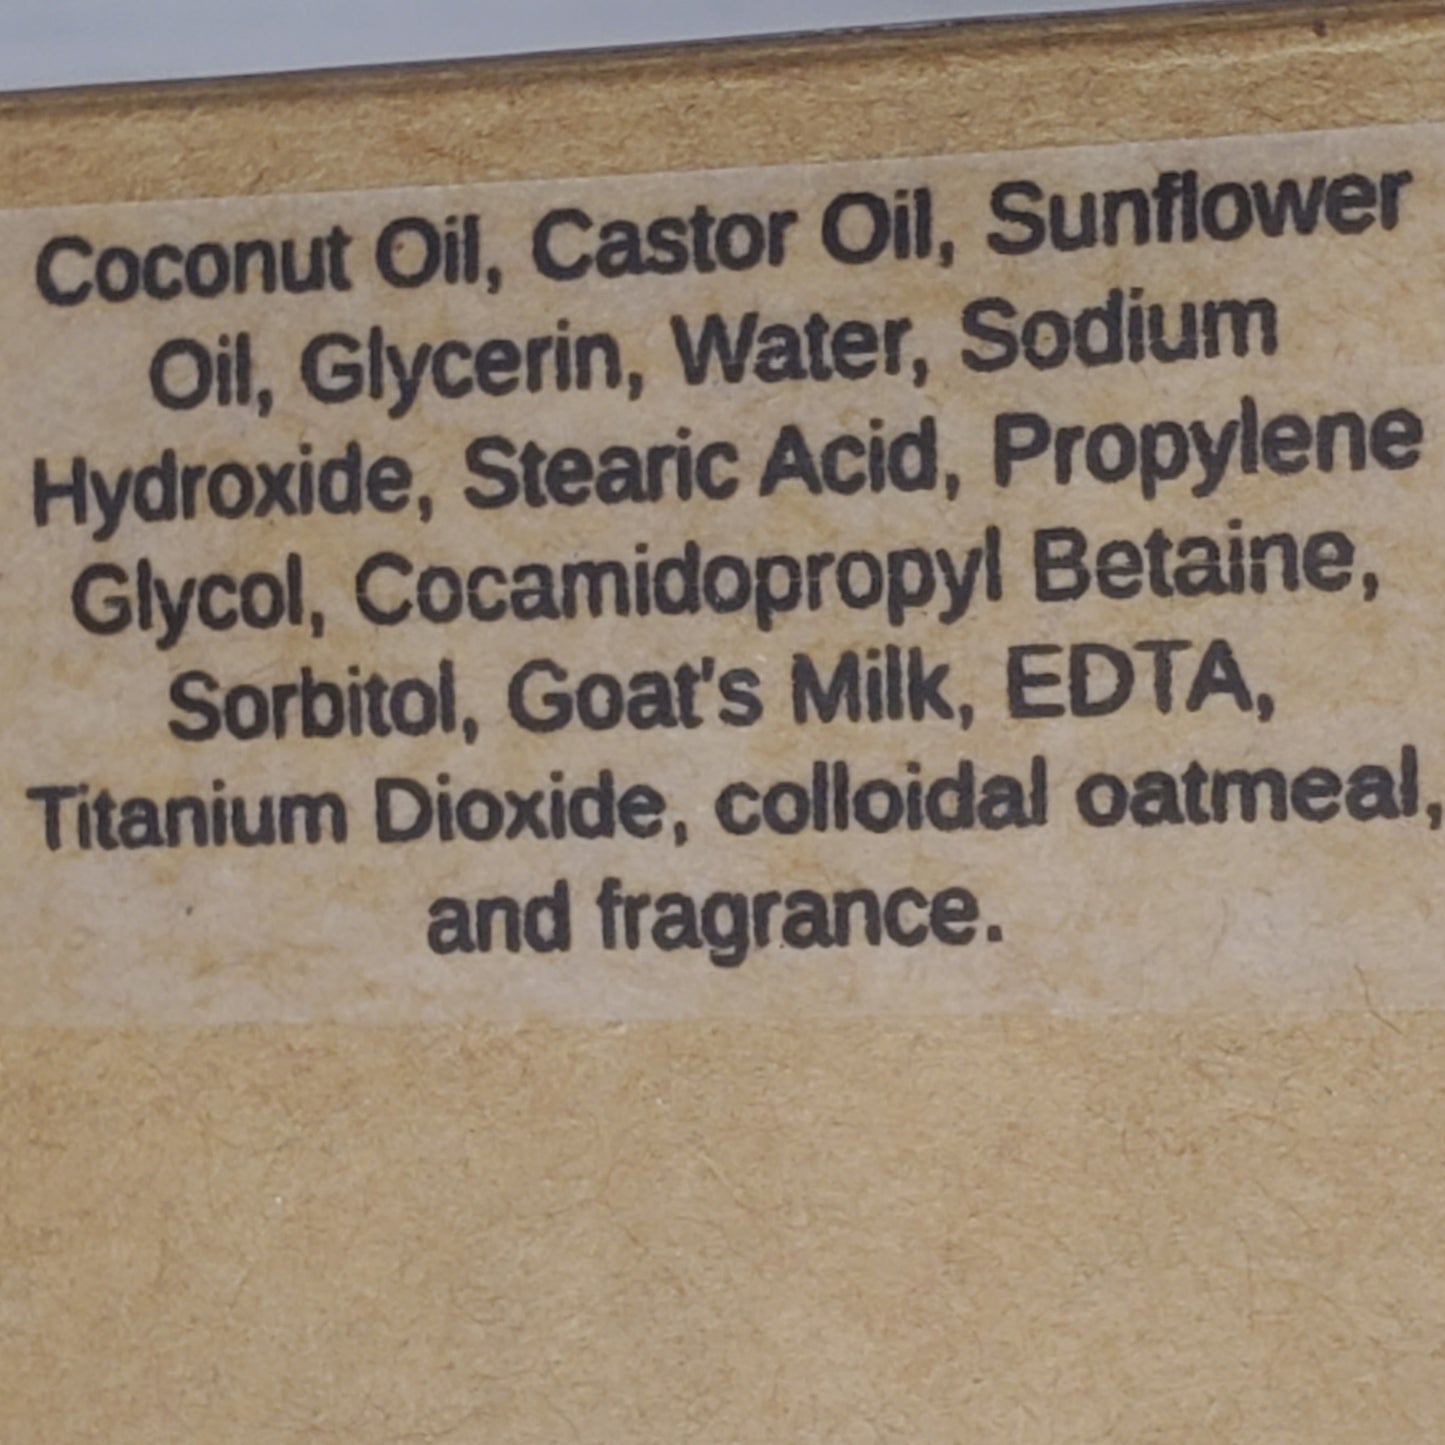 Coconut Oil, Castor Oil, Sunflower
Oil, Glycerin, Water, Sodium
Hydroxide, Stearic Acid, Propylene
Glycol, Cocamidopropyl Betaine,
Sorbitol, Goat's Milk, EDTA,
Titanium Dioxide, colloidal oatmeal,
and fragrance.